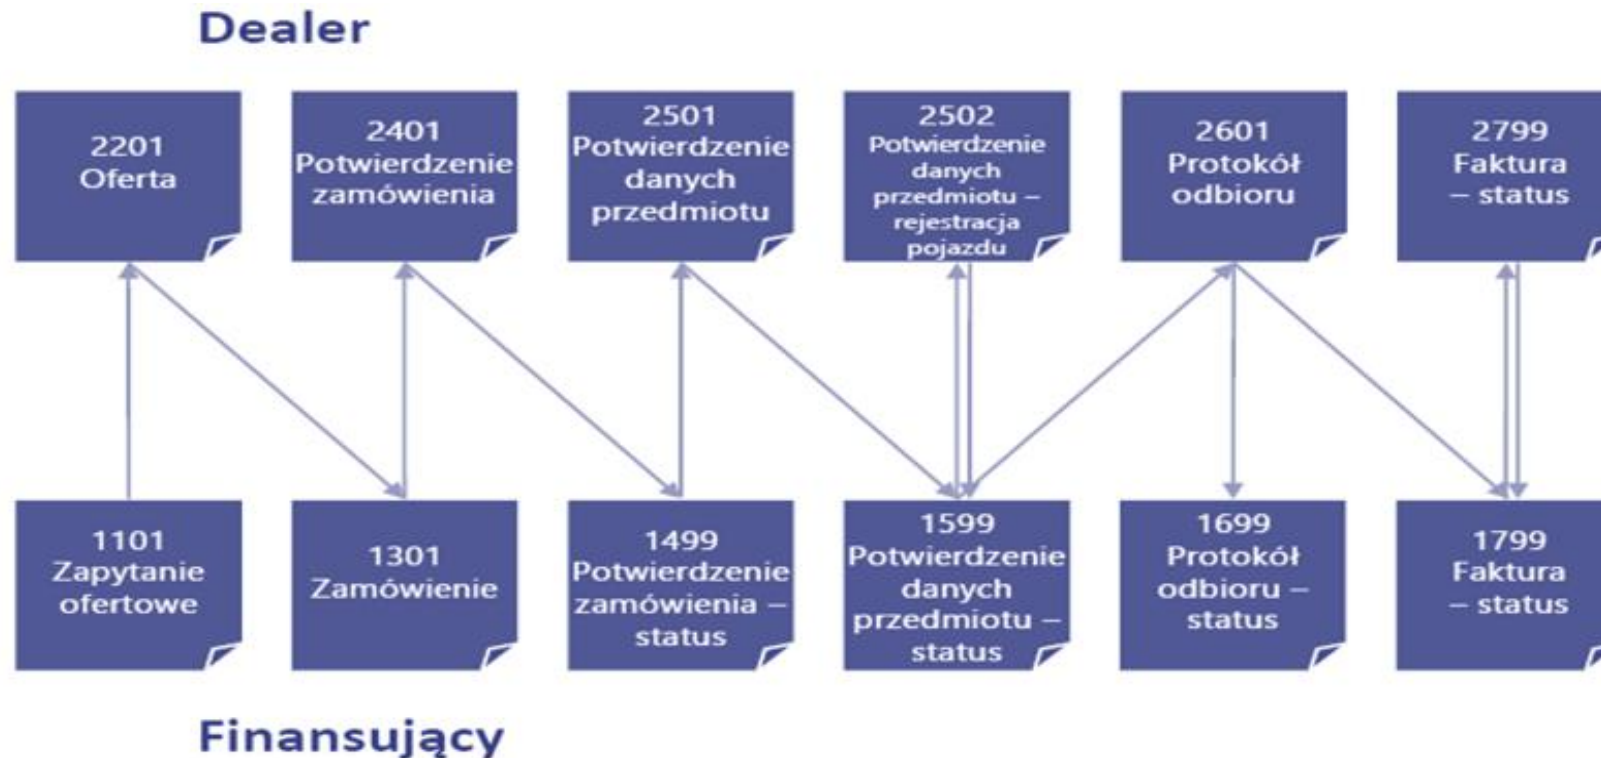 Dealer
2201
Oferta
2401
Potwierdzenie
zamówienia
2501
Potwierdzenie
danych
przedmiotu
2502
Potwierdzenie
danych
przedmiotu –
rejestracja
pojazdu
2601
Protokół
odbioru
2799
Faktura
– status
1101
Zapytanie
ofertowe
1301
Zamówienie
1499
Potwierdzenie
zamówienia –
status
1599
Potwierdzenie
danych
przedmiotu –
status
1699
Protokół
odbioru –
status
1799
Faktura
– status
Finansujący